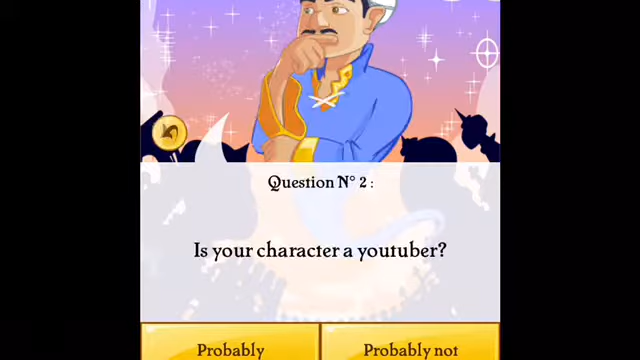 Question N° 2 :
Is your character a youtuber?
Probably
Probably not